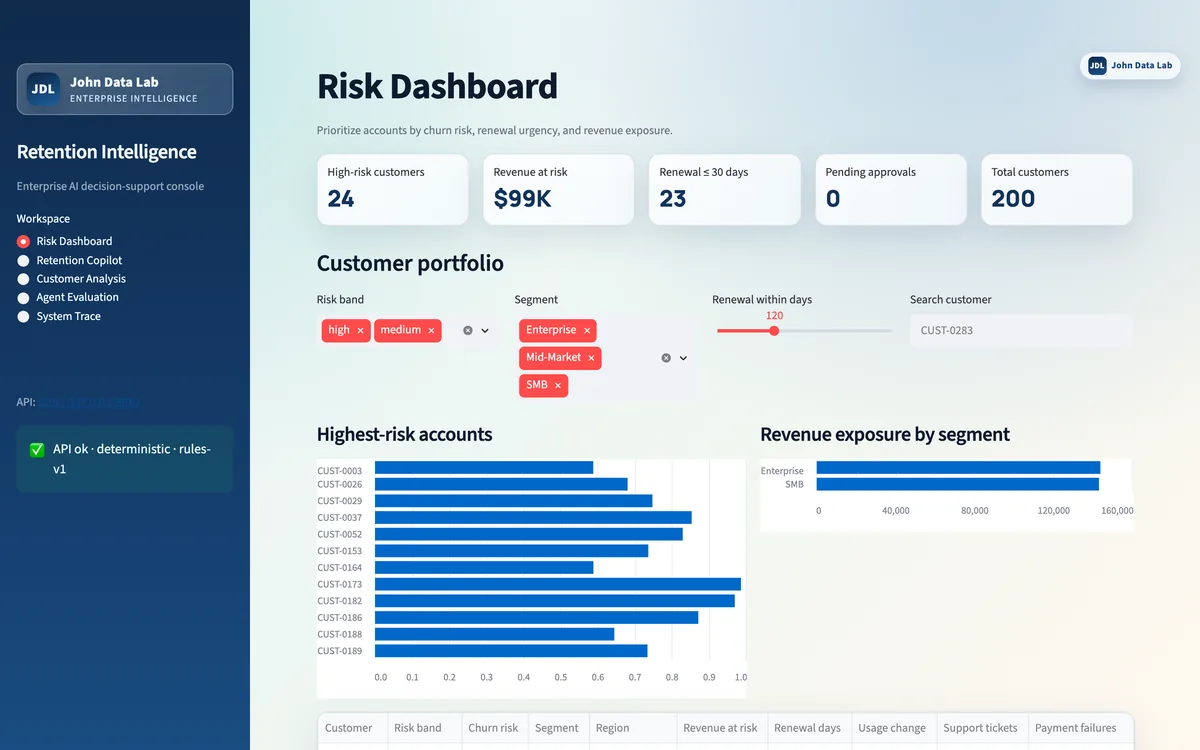 JDL
John Data Lab
ENTERPRISE INTELLIGENCE
Retention Intelligence
Enterprise AI decision-support console
Workspace
Risk Dashboard
Retention Copilot
Customer Analysis
Agent Evaluation
System Trace
API:
API ok · deterministic · rules-
v1
JDL John Data Lab
Risk Dashboard
Prioritize accounts by churn risk, renewal urgency, and revenue exposure.
High-risk customers
24
Revenue at risk
$99K
Renewal ≤ 30 days
23
Pending approvals
0
Total customers
200
Customer portfolio
Risk band
high
medium
Segment
Enterprise
Mid-Market
SMB
Renewal within days
120
Search customer
CUST-0283
Highest-risk accounts
CUST-0003
CUST-0026
CUST-0029
CUST-0037
CUST-0052
CUST-0153
CUST-0164
CUST-0173
CUST-0182
CUST-0186
CUST-0188
CUST-0189
0.0 0.1 0.2 0.3 0.4 0.5 0.6 0.7 0.8 0.9 1.0
Revenue exposure by segment
Enterprise
SMB
0 40,000 80,000 120,000 160,000
Customer Risk band Churn risk Segment Region Revenue at risk Renewal days Usage change Support tickets Payment failures